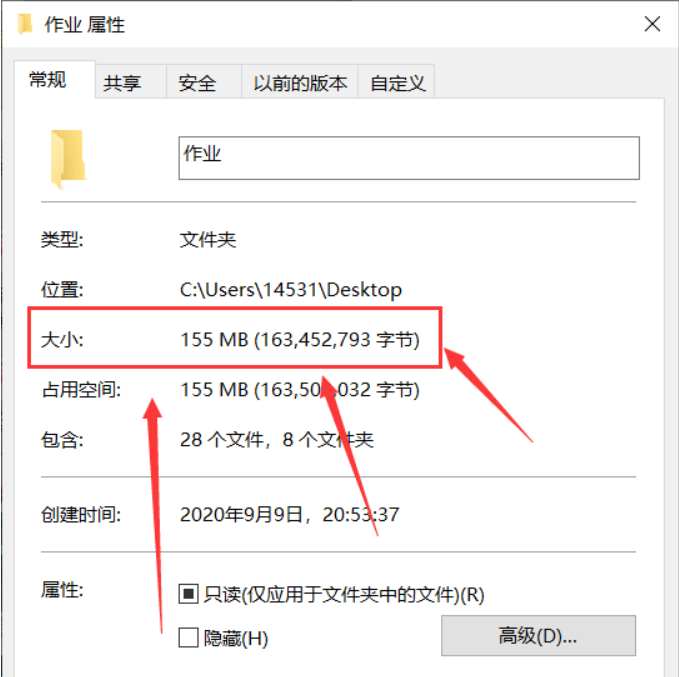 作业 属性
常规 共享 安全 以前的版本 自定义
作业
类型: 文件夹
位置: C:\Users\14531\Desktop
大小: 155 MB (163,452,793 字节)
占用空间: 155 MB 字节)
包含: 28 个文件，8 个文件夹
创建时间: 2020年9月9日，20:53:37
属性: 只读(仅应用于文件夹中的文件)(R)
隐藏(H) 高级(D)...